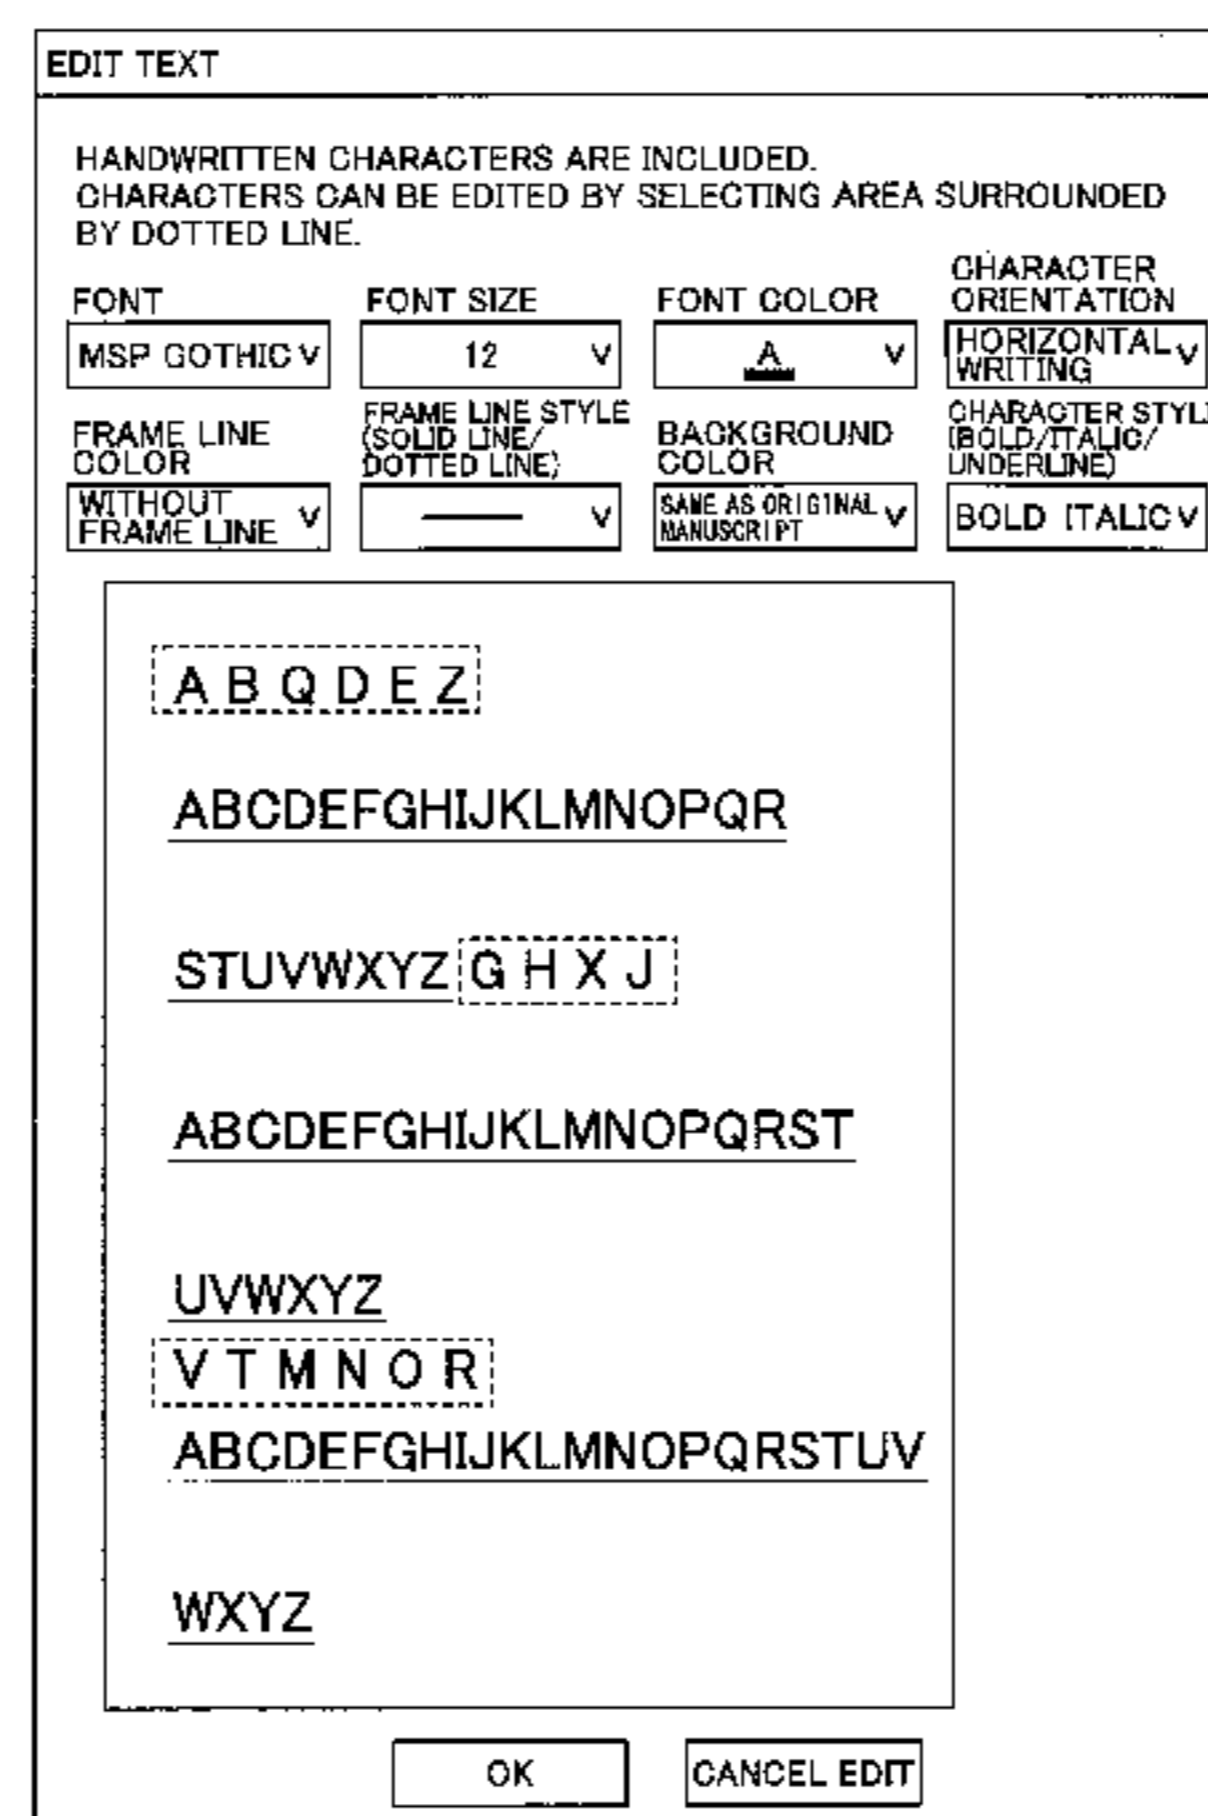 EDIT TEXT
HANDWRITTEN CHARACTERS ARE INCLUDED.
CHARACTERS CAN BE EDITED BY SELECTING AREA SURROUNDED
BY DOTTED LINE.
FONT
MSP GOTHIC V
FONT SIZE
12 V
FONT COLOR
A V
CHARACTER
ORIENTATION
HORIZONTAL
WRITING V
FRAME LINE
COLOR
WITHOUT
FRAME LINE V
FRAME LINE STYLE
(SOLID LINE/
DOTTED LINE)
V
BACKGROUND
COLOR
SAME AS ORIGINAL
MANUSCRIPT V
CHARACTER STYL
(BOLD/ITALIC/
UNDERLINE)
BOLD ITALIC V
A B Q D E Z
ABCDEFGHIJKLMNOPQR
STUVWXYZ G H X J
ABCDEFGHIJKLMNOPQRST
UVWXYZ
V T M N O R
ABCDEFGHIJKLMNOPQRSTUV
WXYZ
OK
CANCEL EDIT